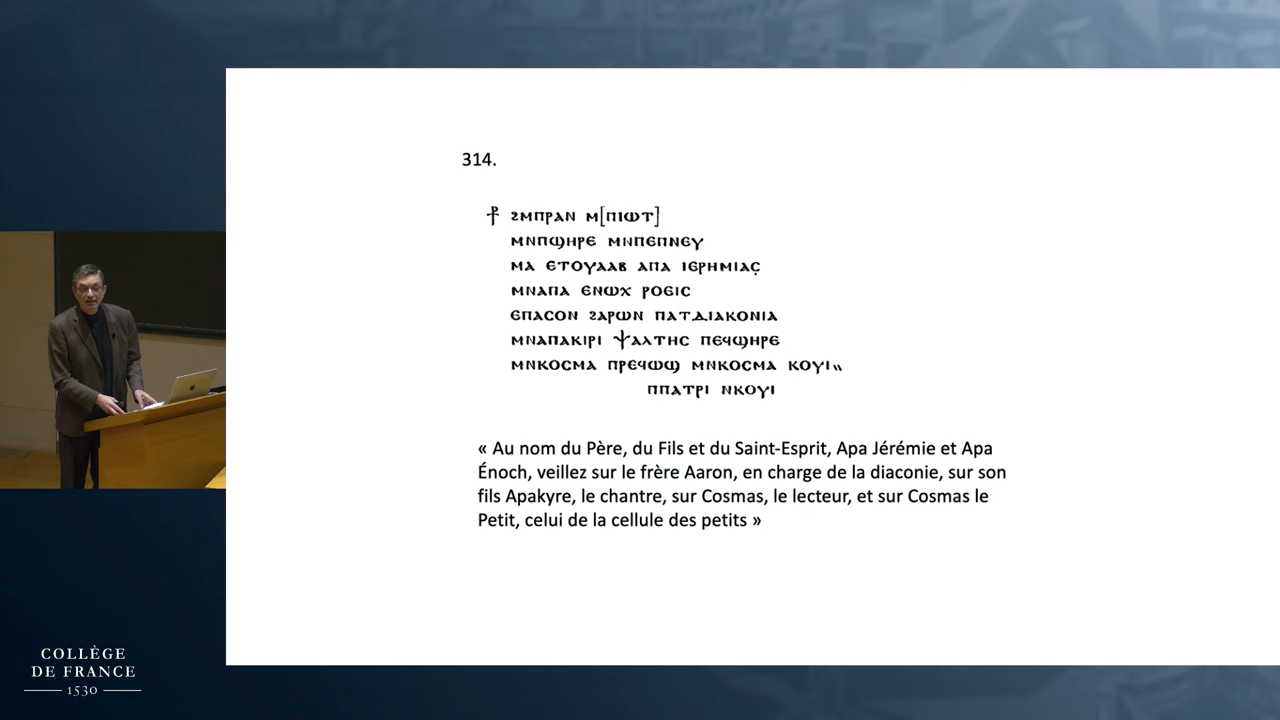 314.
⳨ ϩⲙⲡⲣⲁⲛ ⲙ[ⲡⲓⲱⲧ]
ⲙⲛⲡϣⲏⲣⲉ ⲙⲛⲡⲉⲡⲛⲉⲩ
ⲙⲁ ⲉⲧⲟⲩⲁⲁⲃ ⲁⲡⲁ ⲓⲉⲣⲏⲙⲓⲁⲥ̣
ⲙⲛⲁⲡⲁ ⲉⲛⲱⲭ ⲣⲟⲉⲓⲥ
ⲉⲡⲁⲥⲟⲛ ϩⲁⲣⲱⲛ ⲡⲁⲧⲇⲓⲁⲕⲟⲛⲓⲁ
ⲙⲛⲁⲡⲁⲕⲓⲣⲓ ⲯⲁⲗⲧⲏⲥ ⲡⲉϥϣⲏⲣⲉ
ⲙⲛⲕⲟⲥⲙⲁ ⲡⲣⲉϥⲱϣ ⲙⲛⲕⲟⲥⲙⲁ ⲕⲟⲩⲓ\\
ⲡⲡⲁⲧⲣⲓ ⲛⲕⲟⲩⲓ
« Au nom du Père, du Fils et du Saint-Esprit, Apa Jérémie et Apa
Énoch, veillez sur le frère Aaron, en charge de la diaconie, sur son
fils Apakyre, le chantre, sur Cosmas, le lecteur, et sur Cosmas le
Petit, celui de la cellule des petits »
COLLÈGE
DE FRANCE
1530